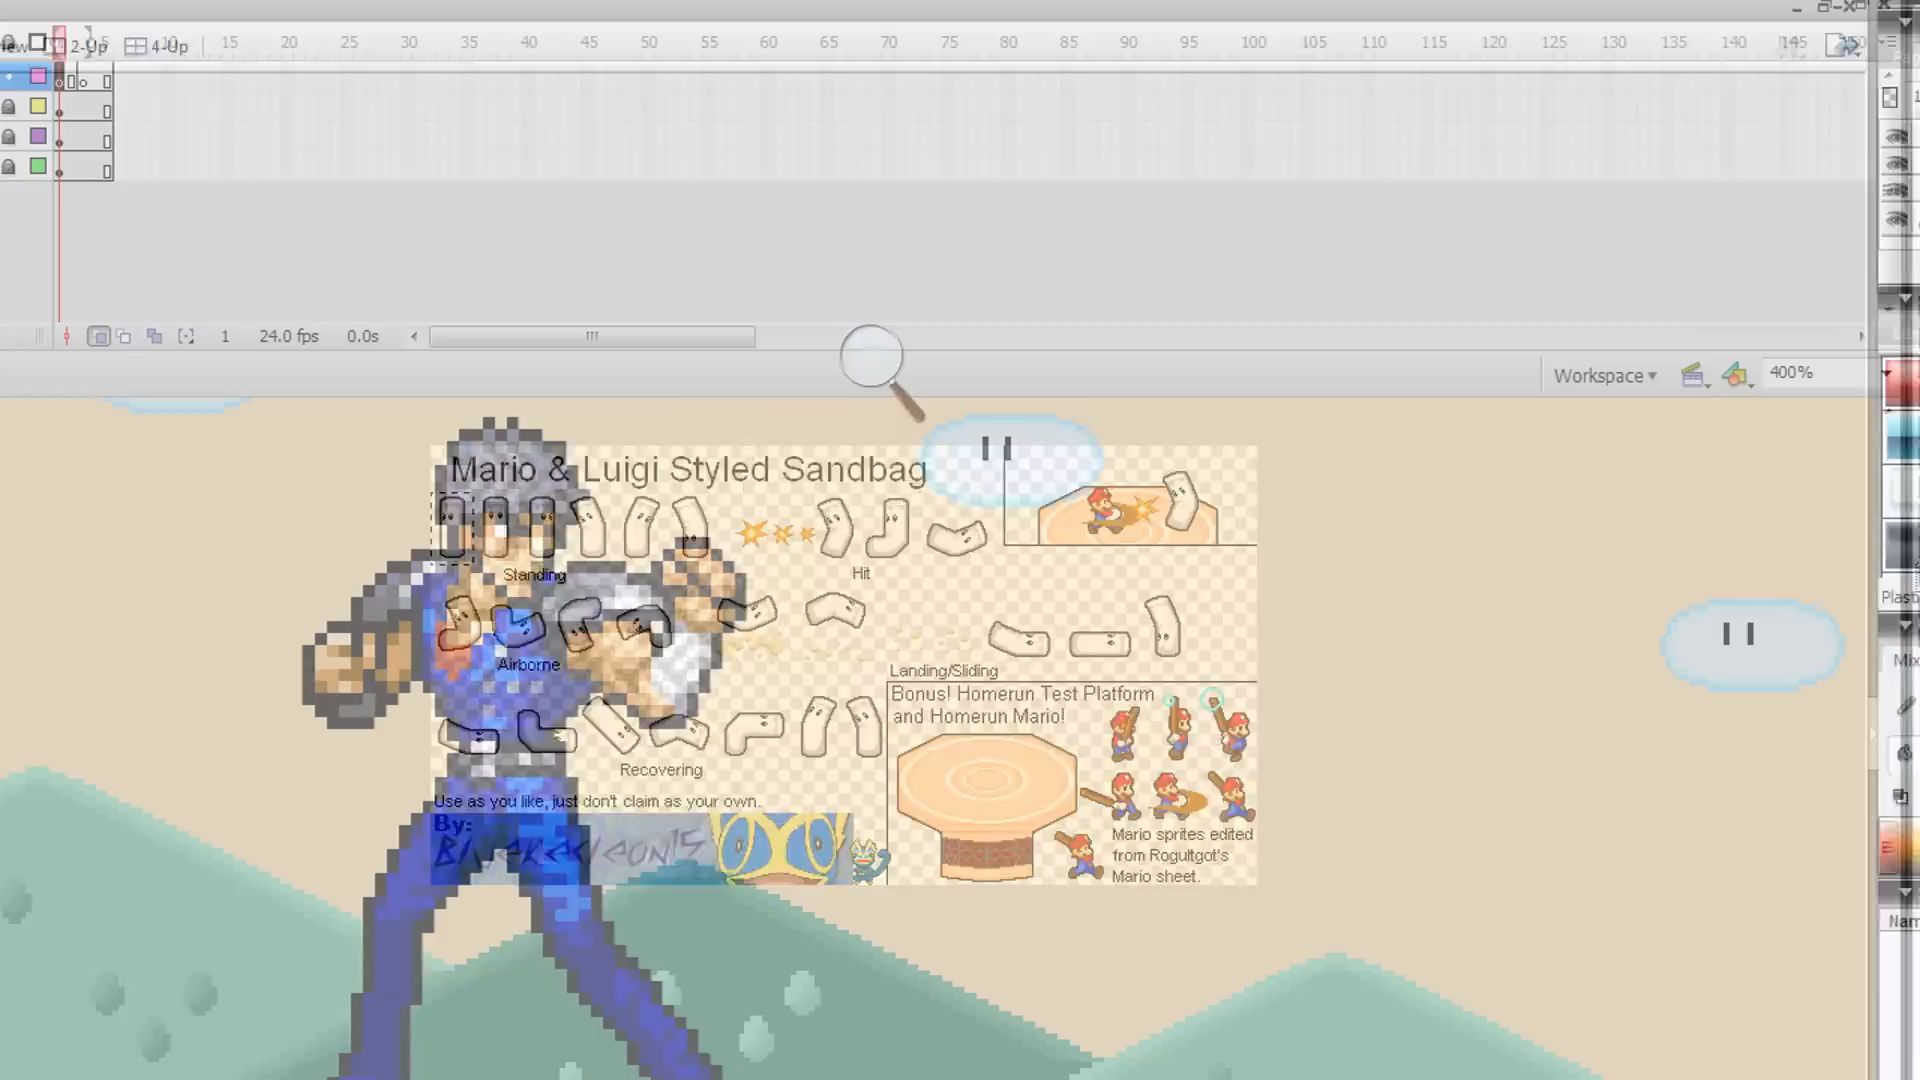 2-Up 4-Up 15 20 25 30 35 40 45 50 55 60 65 70 75 80 85 90 95 100 105 110 115 120 125 130 135 140 145
1 24.0 fps 0.0s
Workspace 400%
Mario & Luigi Styled Sandbag
Standing
Hit
Airborne
Landing/Sliding
Bonus! Homerun Test Platform
and Homerun Mario!
Recovering
Use as you like, just don't claim as your own.
By:
Mario sprites edited
from Rogultgot's
Mario sheet.